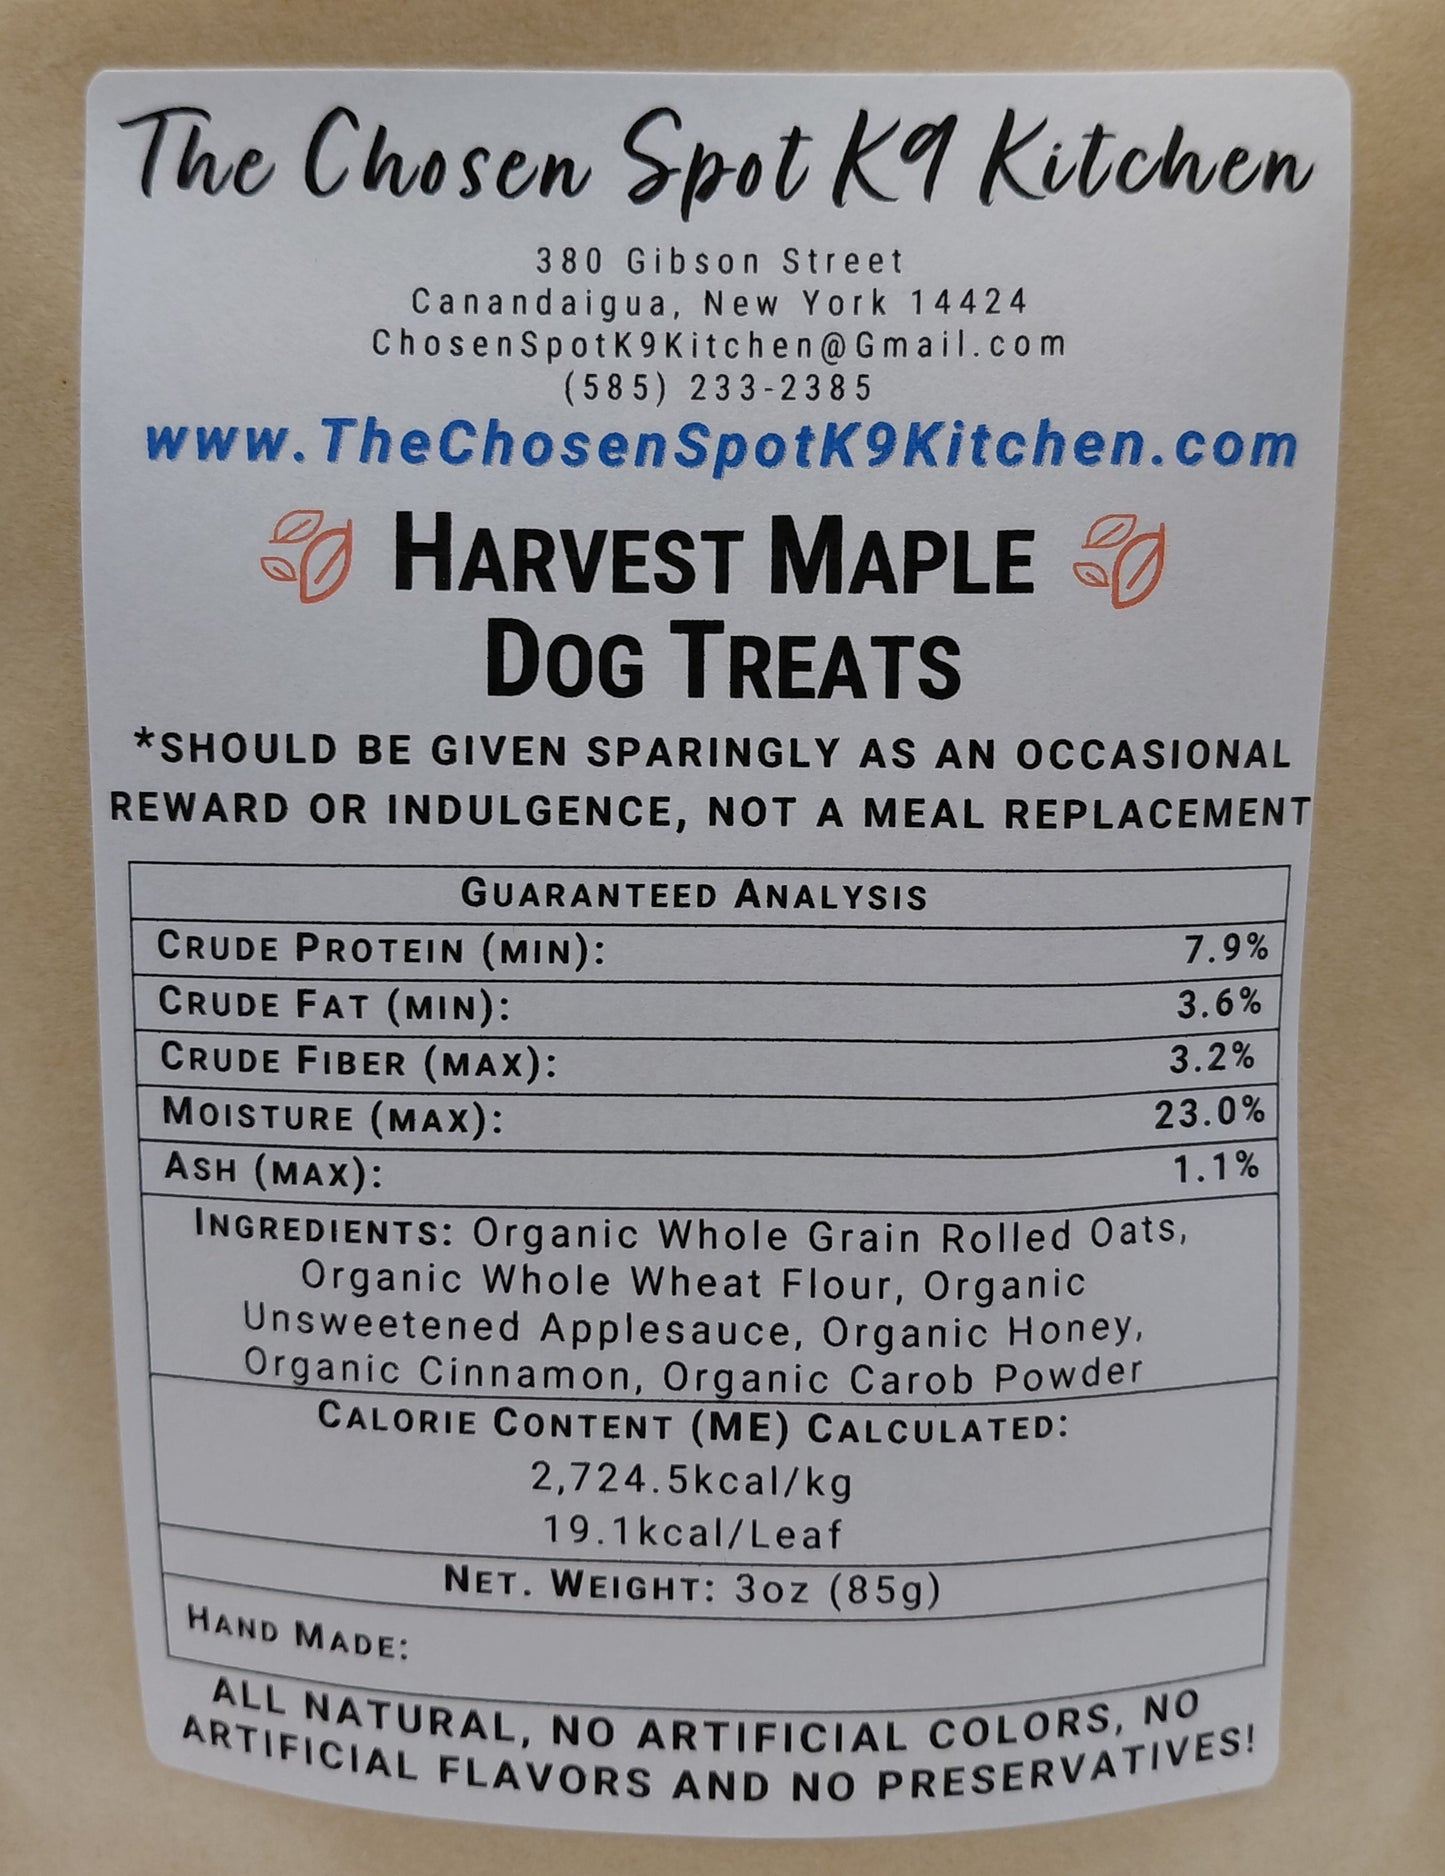 The Chosen Spot K9 Kitchen
380 Gibson Street
Canandaigua, New York 14424
ChosenSpotK9Kitchen@Gmail.com
(585) 233-2385
www.TheChosenSpotK9Kitchen.com
HARVEST MAPLE
DOG TREATS
*SHOULD BE GIVEN SPARINGLY AS AN OCCASIONAL
REWARD OR INDULGENCE, NOT A MEAL REPLACEMENT
GUARANTEED ANALYSIS
CRUDE PROTEIN (MIN): 7.9%
CRUDE FAT (MIN): 3.6%
CRUDE FIBER (MAX): 3.2%
MOISTURE (MAX): 23.0%
ASH (MAX): 1.1%
INGREDIENTS: Organic Whole Grain Rolled Oats,
Organic Whole Wheat Flour, Organic
Unsweetened Applesauce, Organic Honey,
Organic Cinnamon, Organic Carob Powder
CALORIE CONTENT (ME) CALCULATED:
2,724.5kcal/kg
19.1kcal/Leaf
NET. WEIGHT: 3oz (85g)
HAND MADE:
ALL NATURAL, NO ARTIFICIAL COLORS, NO
ARTIFICIAL FLAVORS AND NO PRESERVATIVES!